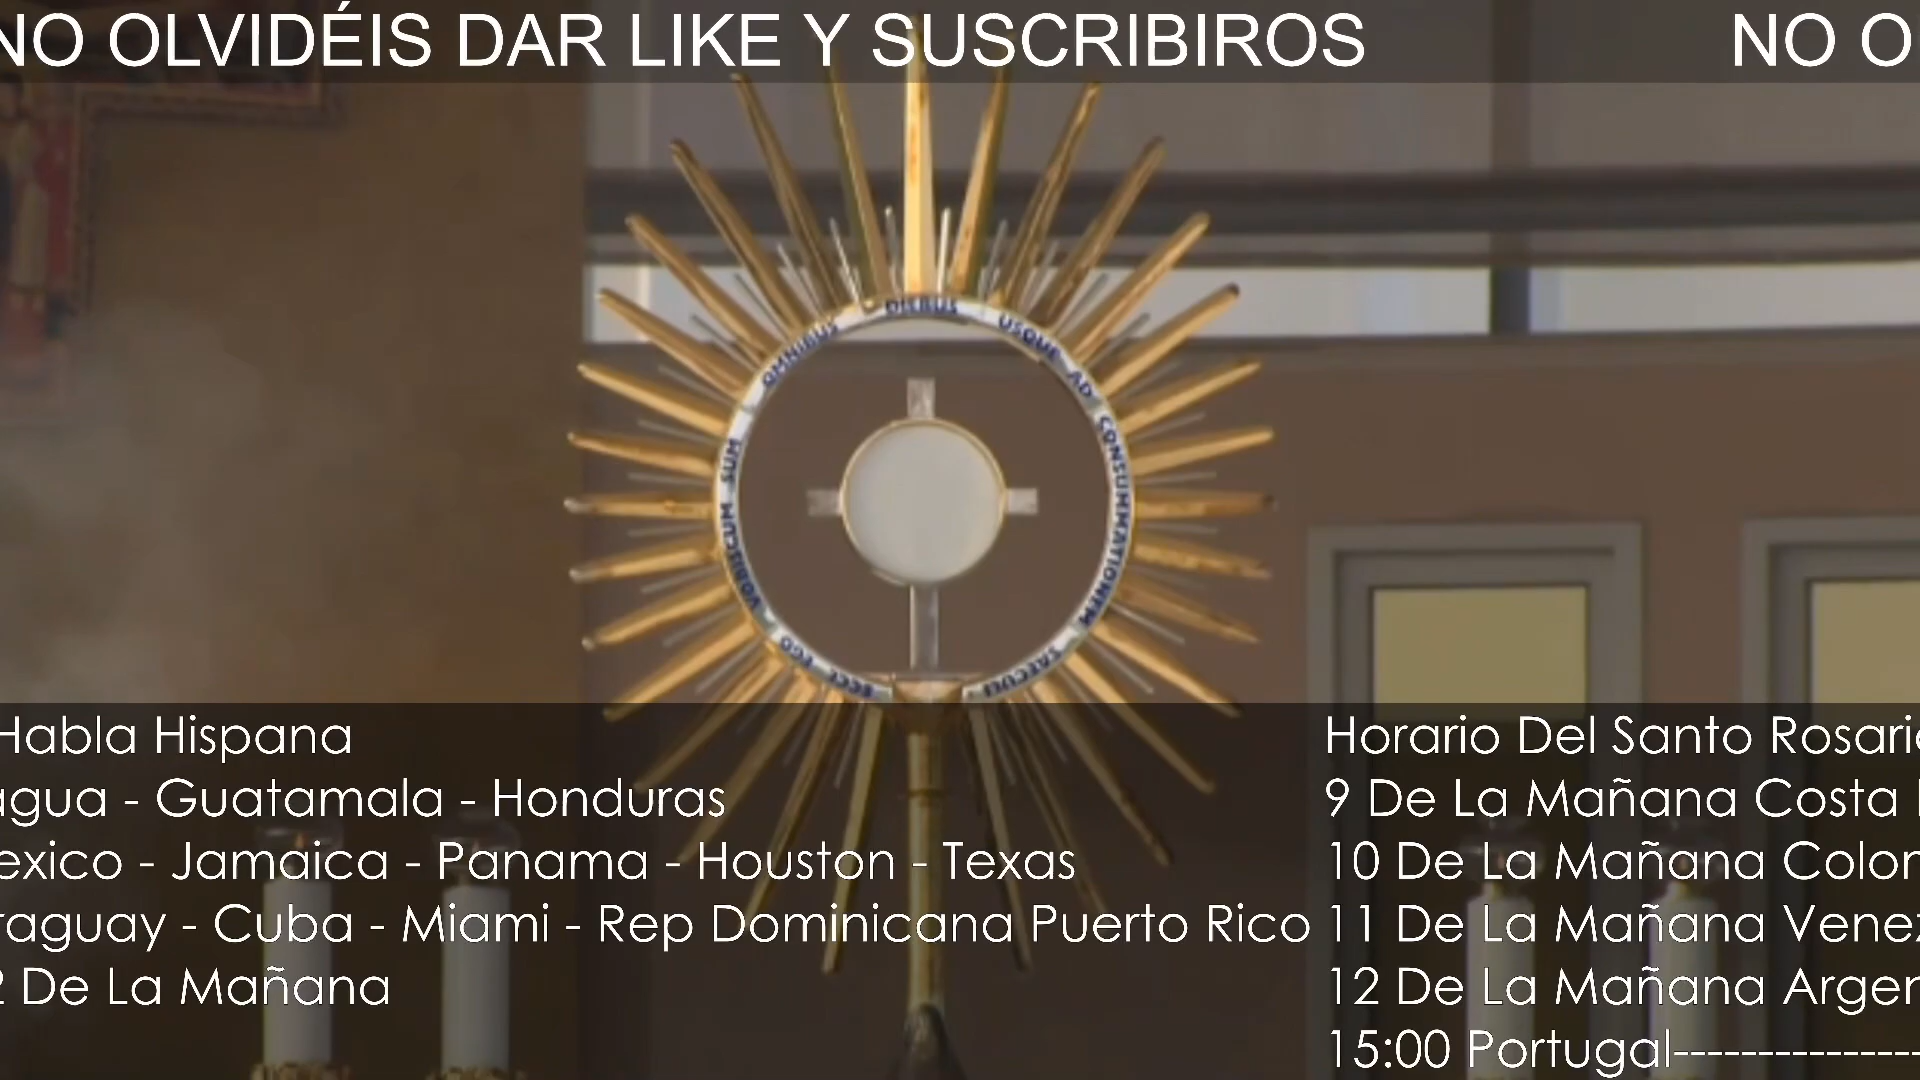 NO OLVIDÉIS DAR LIKE Y SUSCRIBIROS
NO O
ECCE EGO VOBISCUM SUM OMNIBUS DIEBUS USQUE AD CONSUMMATIONEM SAECULI
Habla Hispana
agua - Guatamala - Honduras
exico - Jamaica - Panama - Houston - Texas
raguay - Cuba - Miami - Rep Dominicana Puerto Rico
2 De La Mañana
Horario Del Santo Rosari
9 De La Mañana Costa
10 De La Mañana Colo
11 De La Mañana Vene
12 De La Mañana Arge
15:00 Portugal---------------